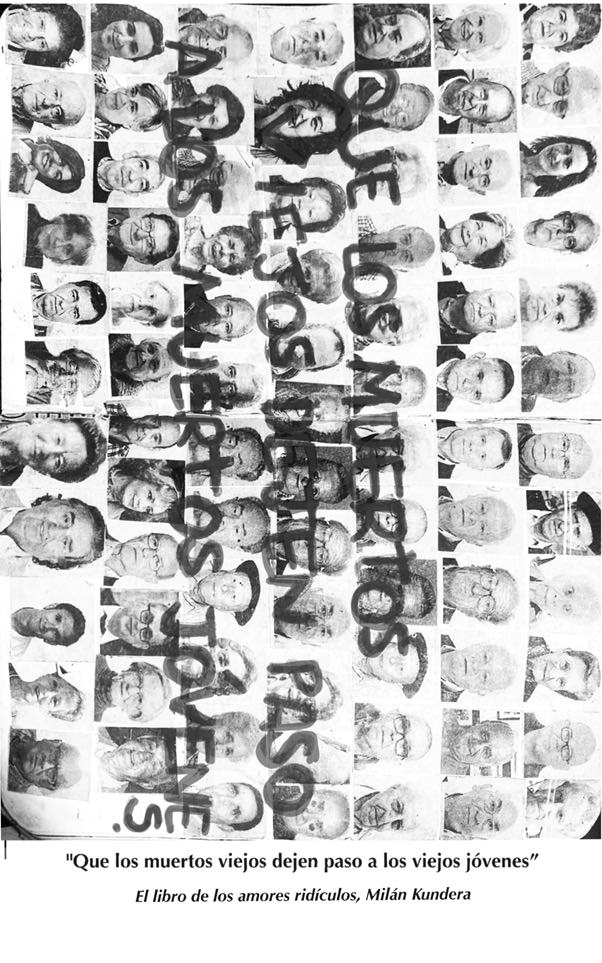 QUE LOS MUERTOS
VIEJOS DEJEN PASO
A LOS MUERTOS JÓVENES.
"Que los muertos viejos dejen paso a los viejos jóvenes”
El libro de los amores ridículos, Milán Kundera